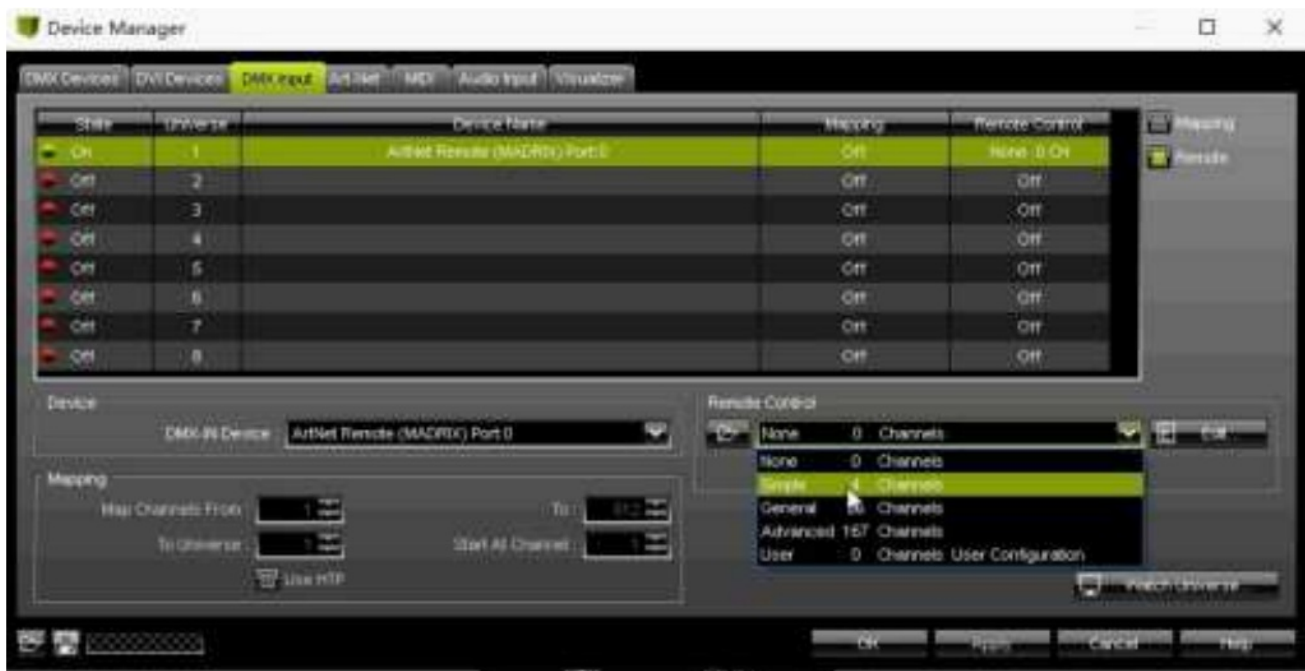 Device Manager
DMX Devices DVI Devices DMX Input Art-Net MIDI Audio Input Visualizer
State Universe Device Name Mapping Remote Control
On 1 ArtNet Remote (MADRIX) Port:0 Off None 0 CH
Off 2 Off Off
Off 3 Off Off
Off 4 Off Off
Off 5 Off Off
Off 6 Off Off
Off 7 Off Off
Off 8 Off Off
Mapping
Remote
Device
DMX-IN Device ArtNet Remote (MADRIX) Port 0
Remote Control
None 0 Channels
Edit...
None 0 Channels
Simple 4 Channels
General Channels
Advanced 167 Channels
User 0 Channels User Configuration
Mapping
Map Channels From 1 To 512
To Universe 1 Start At Channel 1
Use HTP
Watch Universe
OK Apply Cancel Help